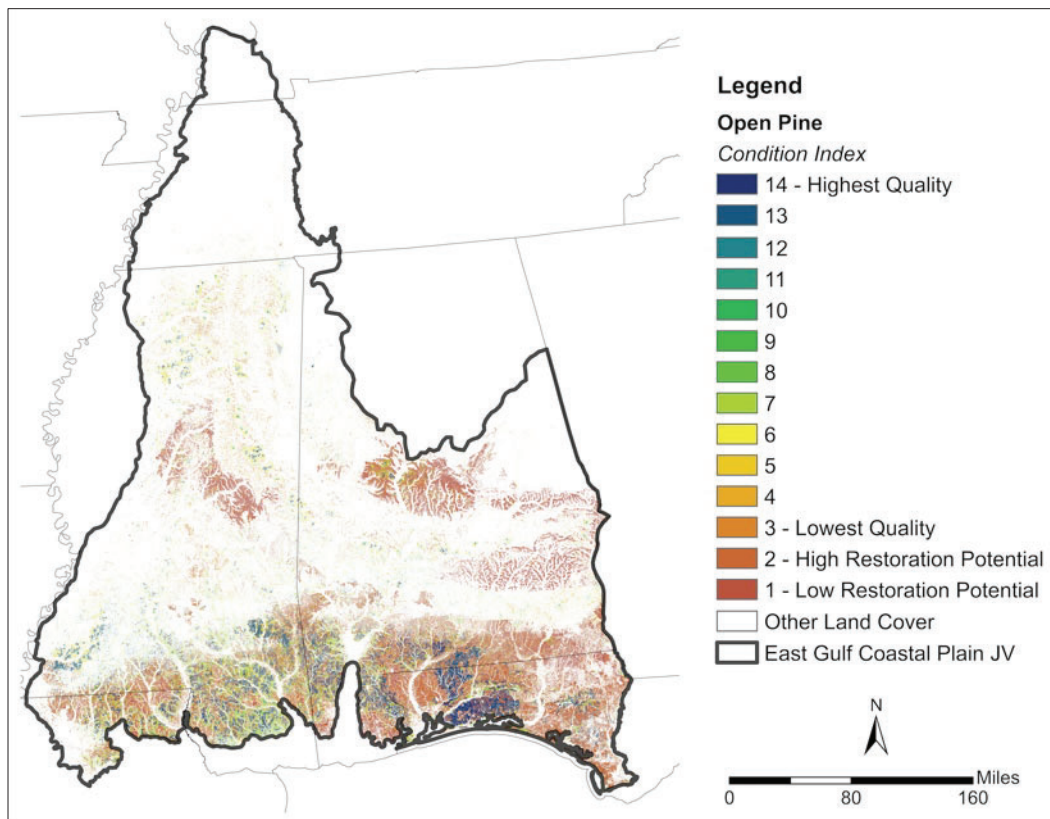 Legend
Open Pine
Condition Index
14 - Highest Quality
13
12
11
10
9
8
7
6
5
4
3 - Lowest Quality
2 - High Restoration Potential
1 - Low Restoration Potential
Other Land Cover
East Gulf Coastal Plain JV
N
Miles
0 80 160